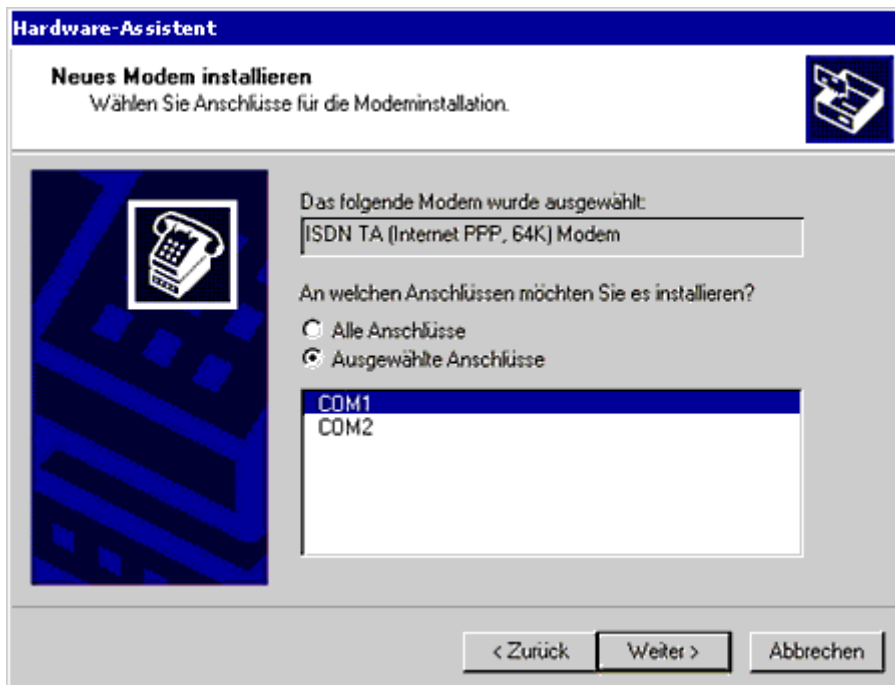 Hardware-Assistent
Neues Modem installieren
Wählen Sie Anschlüsse für die Modeminstallation.
Das folgende Modem wurde ausgewählt:
ISDN TA (Internet PPP, 64K) Modem
An welchen Anschlüssen möchten Sie es installieren?
Alle Anschlüsse
Ausgewählte Anschlüsse
COM1
COM2
< Zurück Weiter > Abbrechen